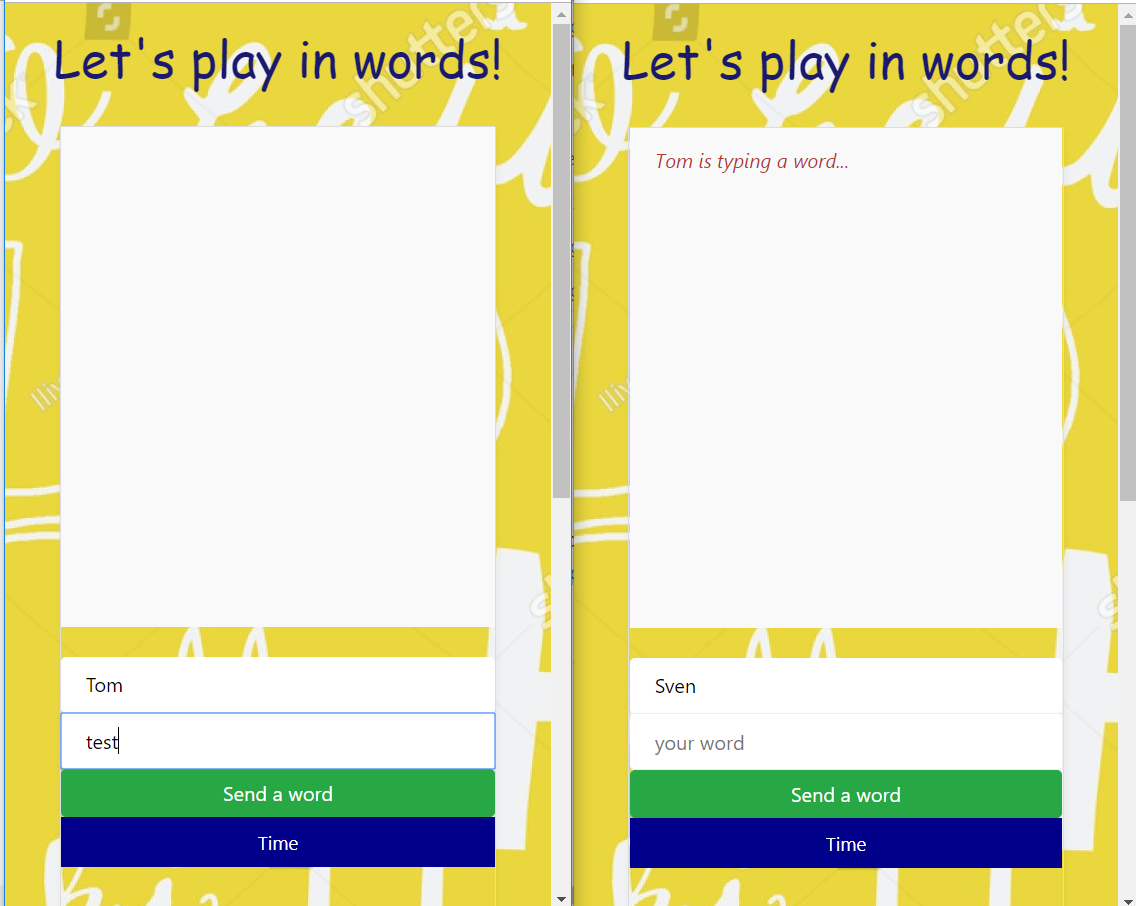 Let's play in words!
Tom
test
Send a word
Time
Let's play in words!
Tom is typing a word...
Sven
your word
Send a word
Time